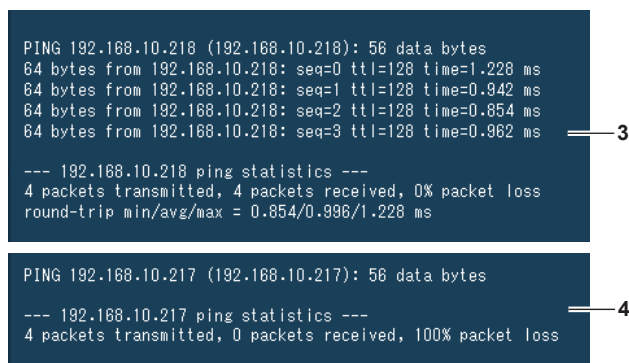 PING 192.168.10.218 (192.168.10.218): 56 data bytes
64 bytes from 192.168.10.218: seq=0 ttl=128 time=1.228 ms
64 bytes from 192.168.10.218: seq=1 ttl=128 time=0.942 ms
64 bytes from 192.168.10.218: seq=2 ttl=128 time=0.854 ms
64 bytes from 192.168.10.218: seq=3 ttl=128 time=0.962 ms
3
--- 192.168.10.218 ping statistics ---
4 packets transmitted, 4 packets received, 0% packet loss
round-trip min/avg/max = 0.854/0.996/1.228 ms
PING 192.168.10.217 (192.168.10.217): 56 data bytes
4
--- 192.168.10.217 ping statistics ---
4 packets transmitted, 0 packets received, 100% packet loss